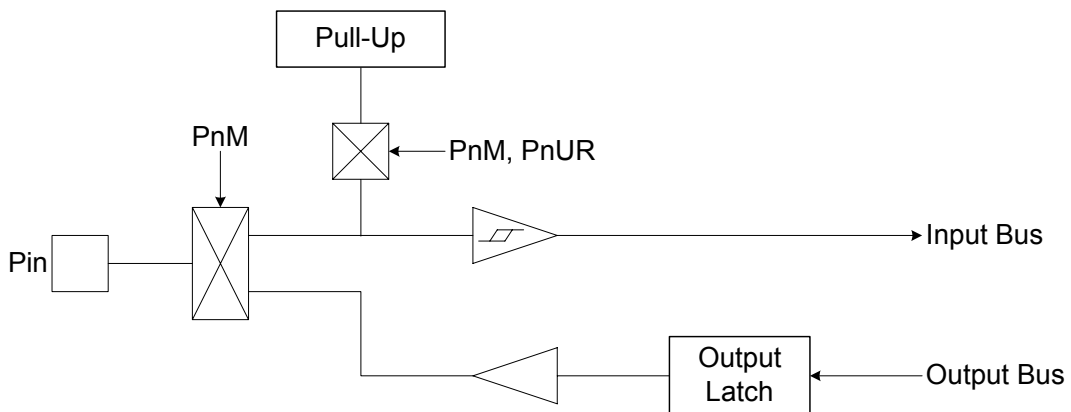 Pull-Up
PnM
PnM, PnUR
Input Bus
Pin
Output
Latch
Output Bus